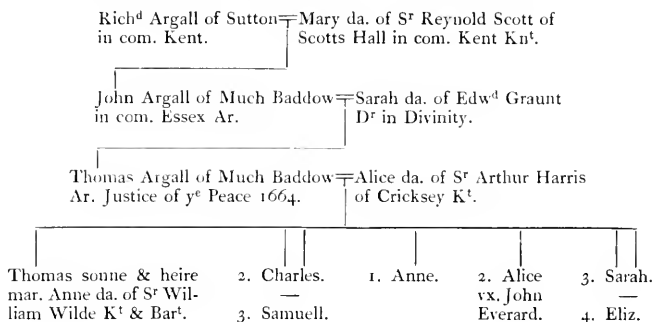 Richᵈ Argall of Sutton=Mary da. of Sʳ Reynold Scott of
in com. Kent. Scotts Hall in com. Kent Knᵗ.
John Argall of Much Baddow=Sarah da. of Edwᵈ Graunt
in com. Essex Ar. Dʳ in Divinity.
Thomas Argall of Much Baddow=Alice da. of Sʳ Arthur Harris
Ar. Justice of yᵉ Peace 1664. of Cricksey Kᵗ.
Thomas sonne & heire
mar. Anne da. of Sʳ Wil-
liam Wilde Kᵗ & Barᵗ.
2. Charles.
—
3. Samuell.
1. Anne.
2. Alice
vx. John
Everard.
3. Sarah.
—
4. Eliz.